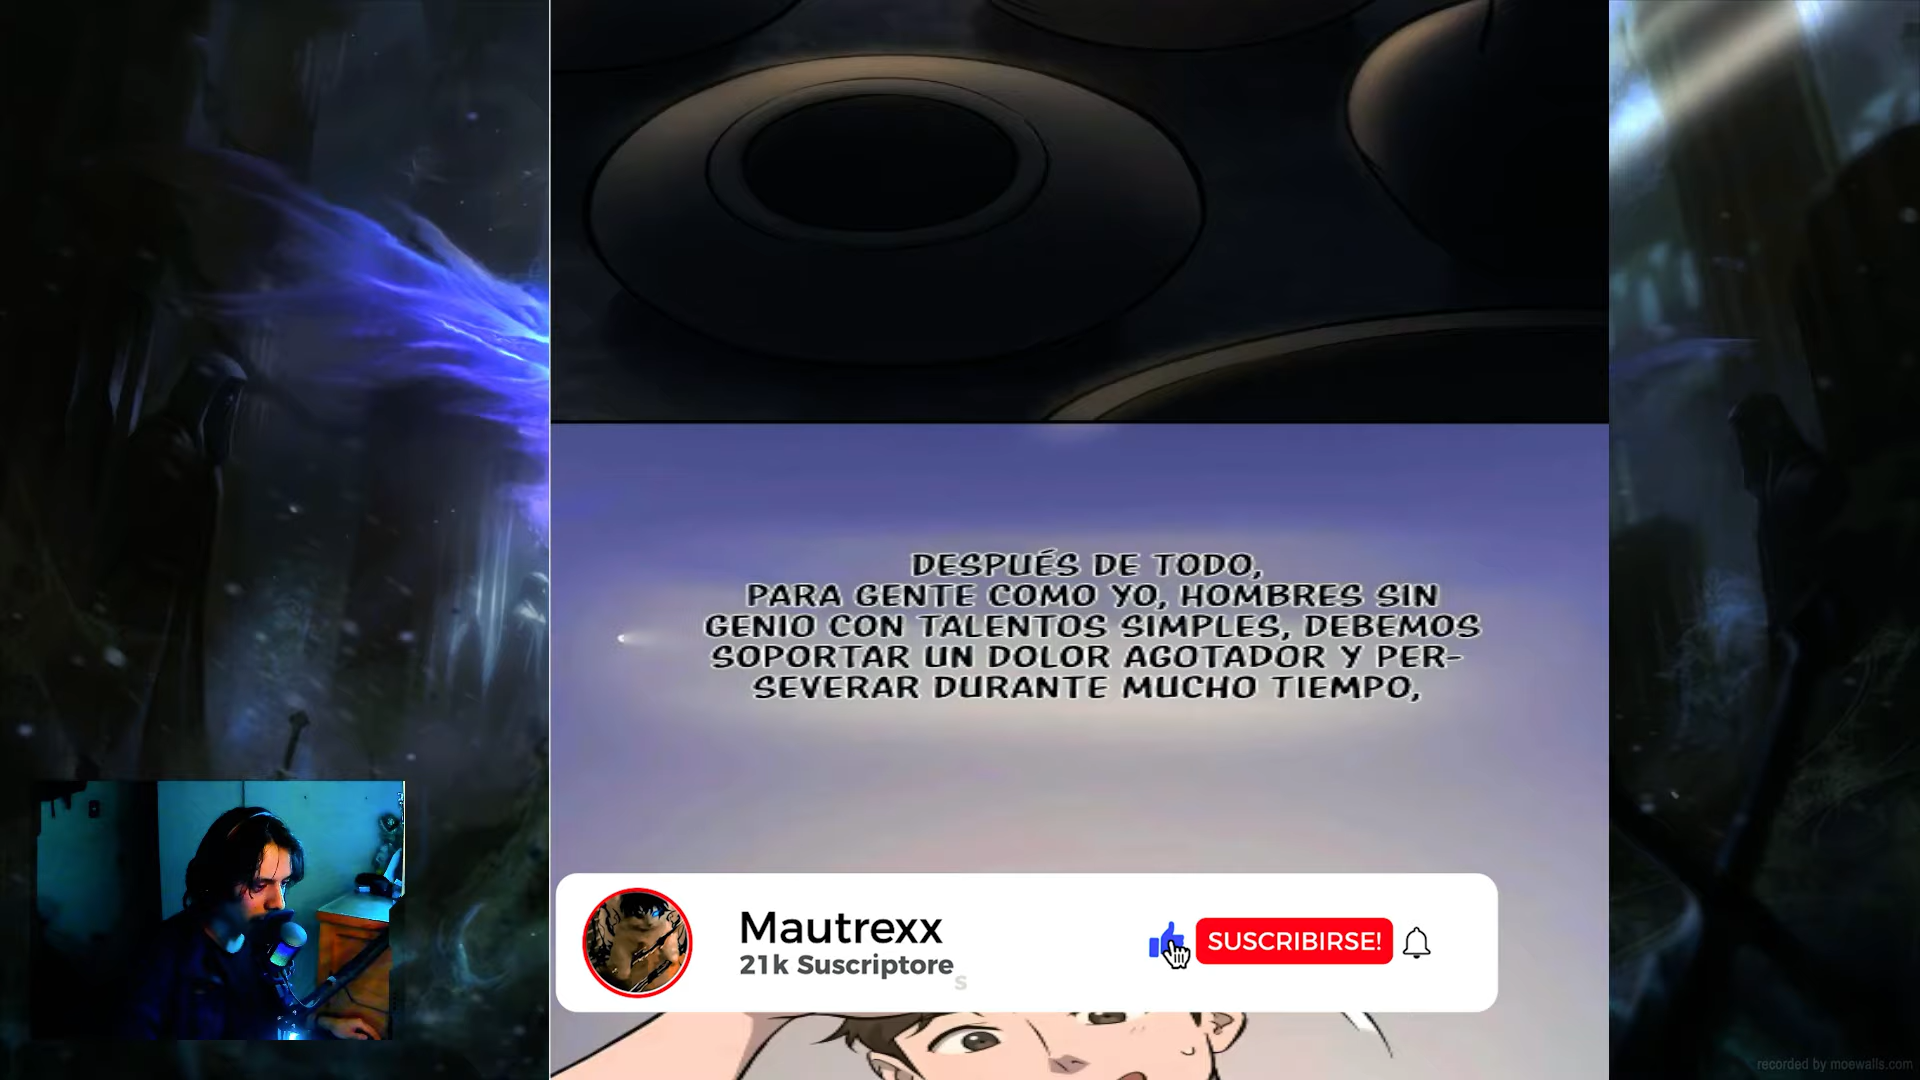 DESPUÉS DE TODO,
PARA GENTE COMO YO, HOMBRES SIN
GENIO CON TALENTOS SIMPLES, DEBEMOS
SOPORTAR UN DOLOR AGOTADOR Y PER-
SEVERAR DURANTE MUCHO TIEMPO,
Mautrexx
21k Suscriptores
SUSCRIBIRSE!
recorded by moewalls.com